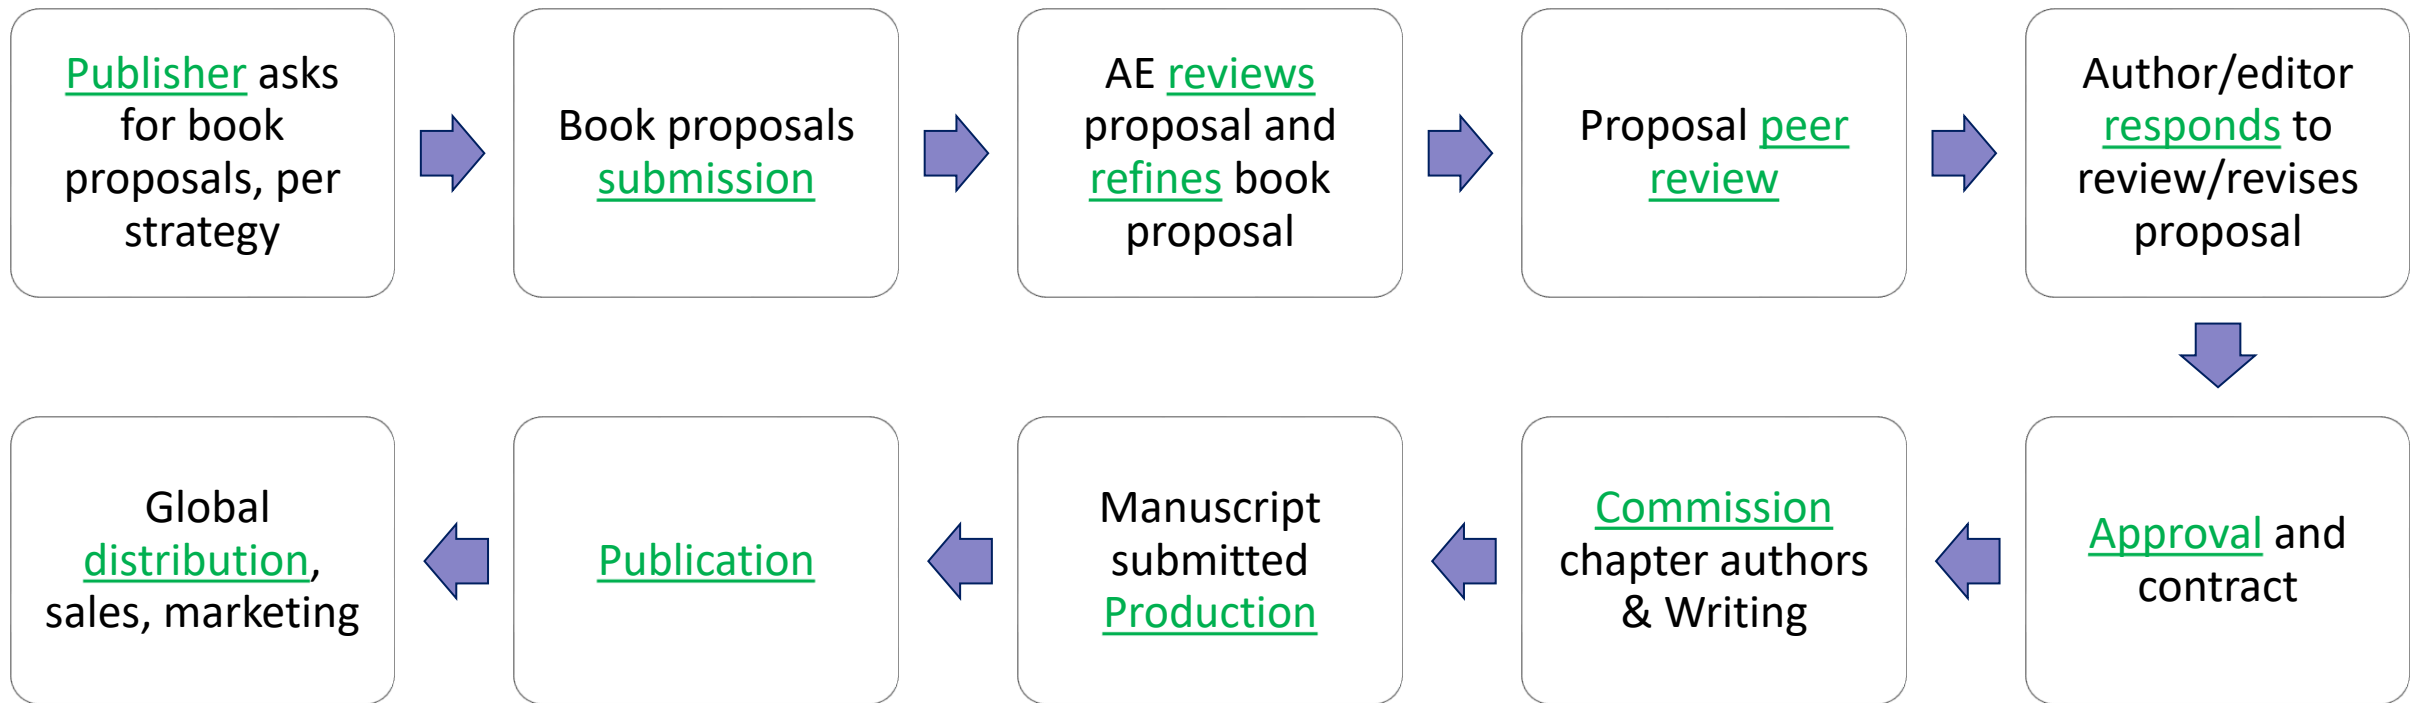 Publisher asks
for book
proposals, per
strategy
Book proposals
submission
AE reviews
proposal and
refines book
proposal
Proposal peer
review
Author/editor
responds to
review/revises
proposal
Global
distribution,
sales, marketing
Publication
Manuscript
submitted
Production
Commission
chapter authors
& Writing
Approval and
contract